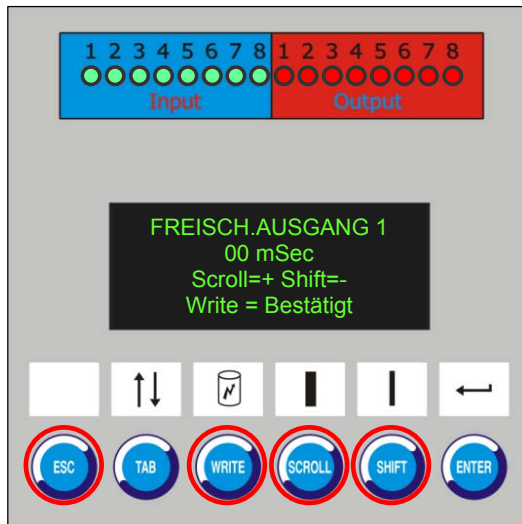 1 2 3 4 5 6 7 8 1 2 3 4 5 6 7 8
Input Output
FREISCH.AUSGANG 1
00 mSec
Scroll=+ Shift=-
Write = Bestätigt
ESC TAB WRITE SCROLL SHIFT ENTER